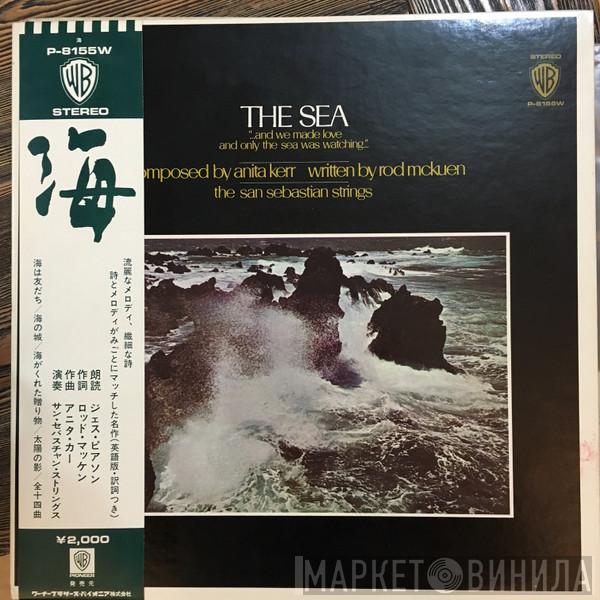 海
P-8155W
WB
STEREO
海
流麗なメロディ、繊細な詩
詩とメロディがみごとにマッチした名作(英語版・訳詞つき)
朗読 ジェス・ピアソン
作詞 ロッド・マッケン
作曲 アニタ・カー
演奏 サン・セバスチャン・ストリングス
海は友だち/海の城/海がくれた贈り物/太陽の影/全十四曲
¥2,000
WB
PIONEER
発売元
ワーナーブラザーズ・パイオニア株式会社
STEREO
WB
P-8155W
THE SEA
"...and we made love
and only the sea was watching..."
omposed by anita kerr written by rod mckuen
the san sebastian strings
МАРКЕТ ВИНИЛА